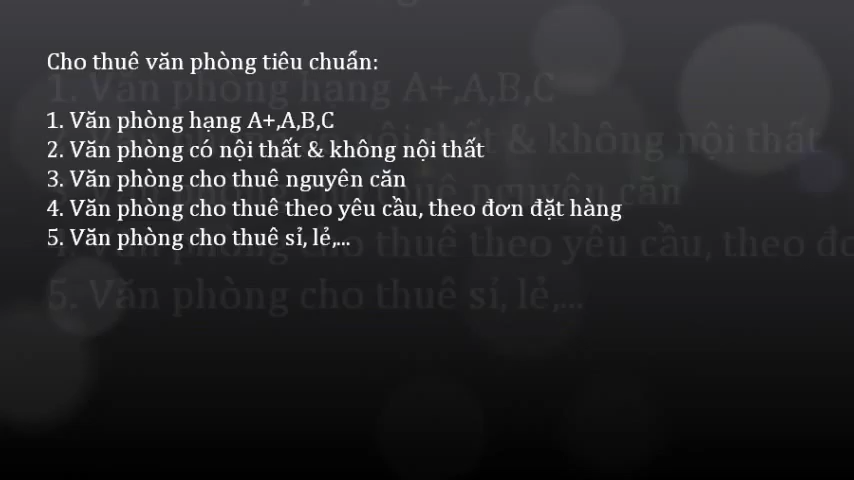 Cho thuê văn phòng tiêu chuẩn:
1. Văn phòng hạng A+,A,B,C
2. Văn phòng có nội thất & không nội thất
3. Văn phòng cho thuê nguyên căn
4. Văn phòng cho thuê theo yêu cầu, theo đơn đặt hàng
5. Văn phòng cho thuê sỉ, lẻ,...